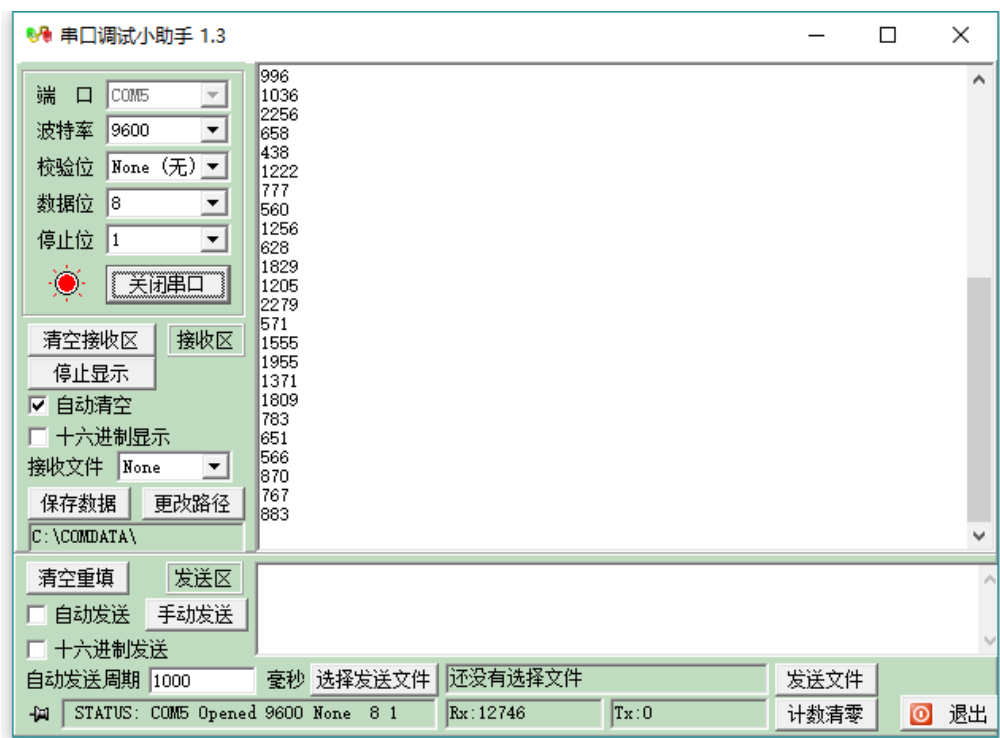 串口调试小助手 1.3
端 口 COM5
波特率 9600
校验位 None (无)
数据位 8
停止位 1
关闭串口
清空接收区 接收区
停止显示
自动清空
十六进制显示
接收文件 None
保存数据 更改路径
C:\COMDATA\
996
1036
2256
658
438
1222
777
560
1256
628
1829
1205
2279
571
1555
1955
1371
1809
783
651
566
870
767
883
清空重填 发送区
自动发送 手动发送
十六进制发送
自动发送周期 1000 毫秒 选择发送文件 还没有选择文件 发送文件
STATUS: COM5 Opened 9600 None 8 1 Rx:12746 Tx:0 计数清零 退出